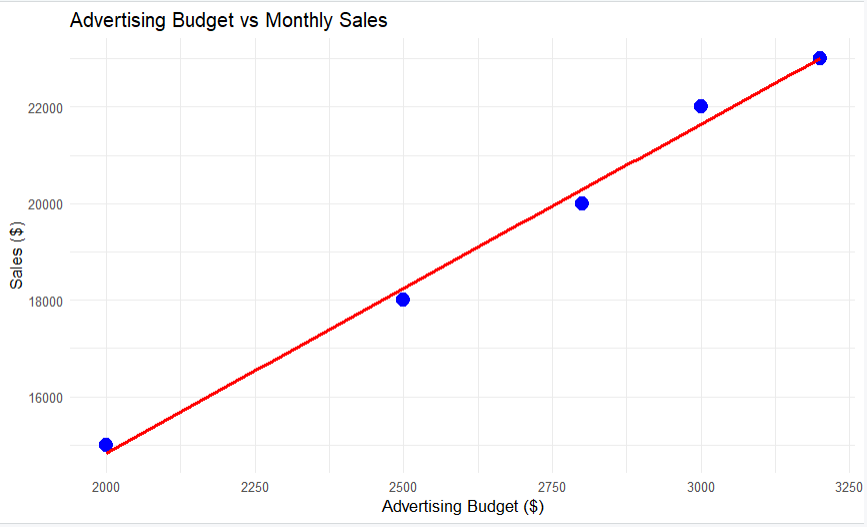 Advertising Budget vs Monthly Sales
22000
20000
18000
16000
Sales ($)
2000 2250 2500 2750 3000 3250
Advertising Budget ($)